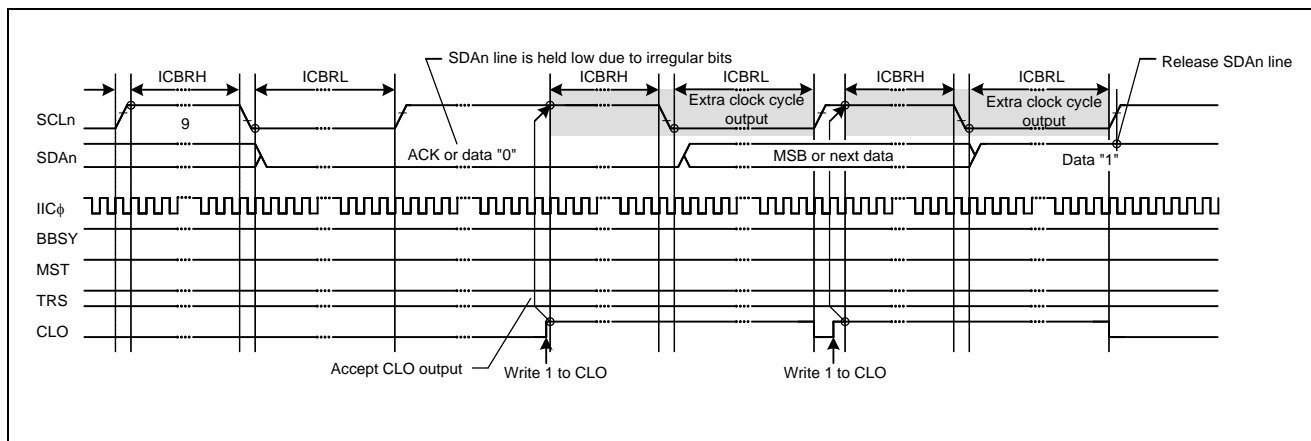 SDAn line is held low due to irregular bits
Release SDAn line
ICBRH
ICBRL
ICBRH
ICBRL
ICBRH
ICBRL
Extra clock cycle
output
Extra clock cycle
output
SCLn
9
SDAn
ACK or data "0"
MSB or next data
Data "1"
IICϕ
BBSY
MST
TRS
CLO
Accept CLO output
Write 1 to CLO
Write 1 to CLO